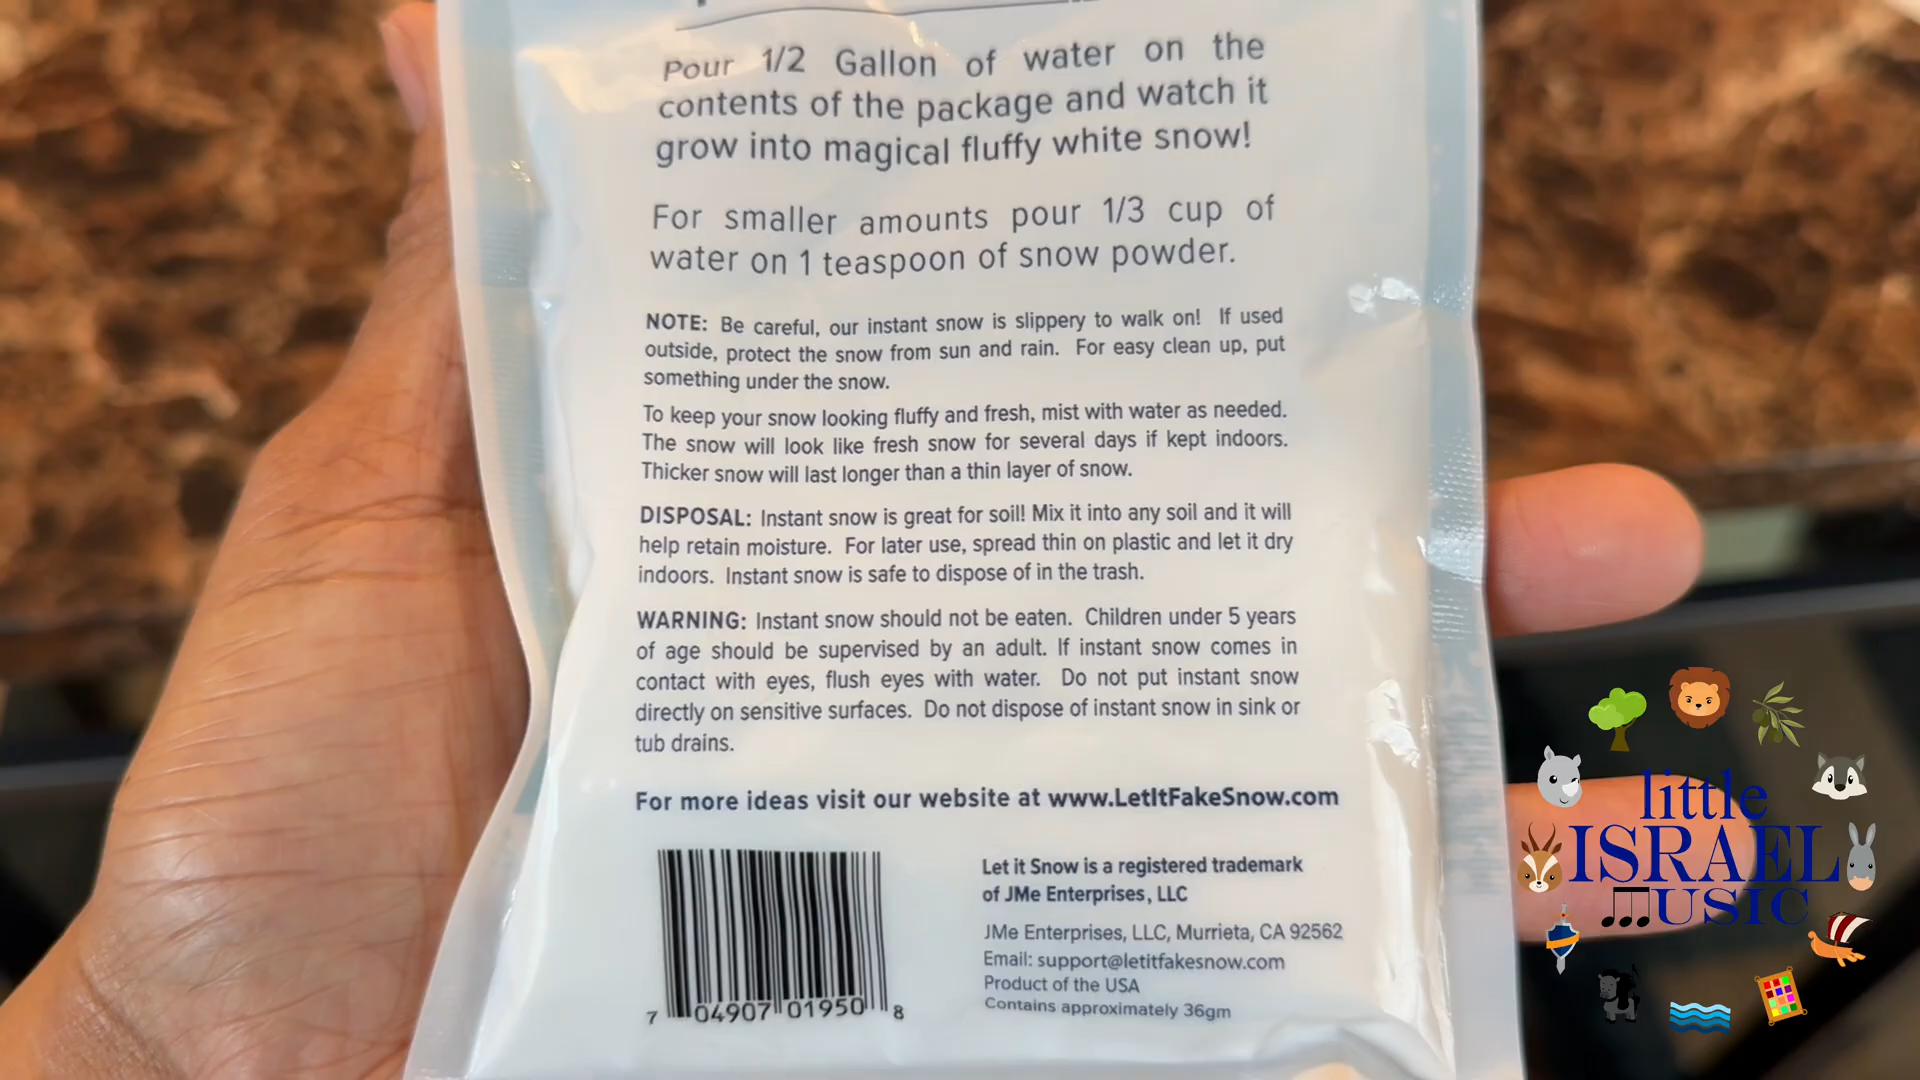 Pour 1/2 Gallon of water on the
contents of the package and watch it
grow into magical fluffy white snow!
For smaller amounts pour 1/3 cup of
water on 1 teaspoon of snow powder.
NOTE: Be careful, our instant snow is slippery to walk on! If used
outside, protect the snow from sun and rain. For easy clean up, put
something under the snow.
To keep your snow looking fluffy and fresh, mist with water as needed.
The snow will look like fresh snow for several days if kept indoors.
Thicker snow will last longer than a thin layer of snow.
DISPOSAL: Instant snow is great for soil! Mix it into any soil and it will
help retain moisture. For later use, spread thin on plastic and let it dry
indoors. Instant snow is safe to dispose of in the trash.
WARNING: Instant snow should not be eaten. Children under 5 years
of age should be supervised by an adult. If instant snow comes in
contact with eyes, flush eyes with water. Do not put instant snow
directly on sensitive surfaces. Do not dispose of instant snow in sink or
tub drains.
For more ideas visit our website at www.LetItFakeSnow.com
Let it Snow is a registered trademark
of JMe Enterprises, LLC
JMe Enterprises, LLC, Murrieta, CA 92562
Email: support@letitfakesnow.com
Product of the USA
Contains approximately 36gm
7 04907 01950 8
little
ISRAEL
MUSIC